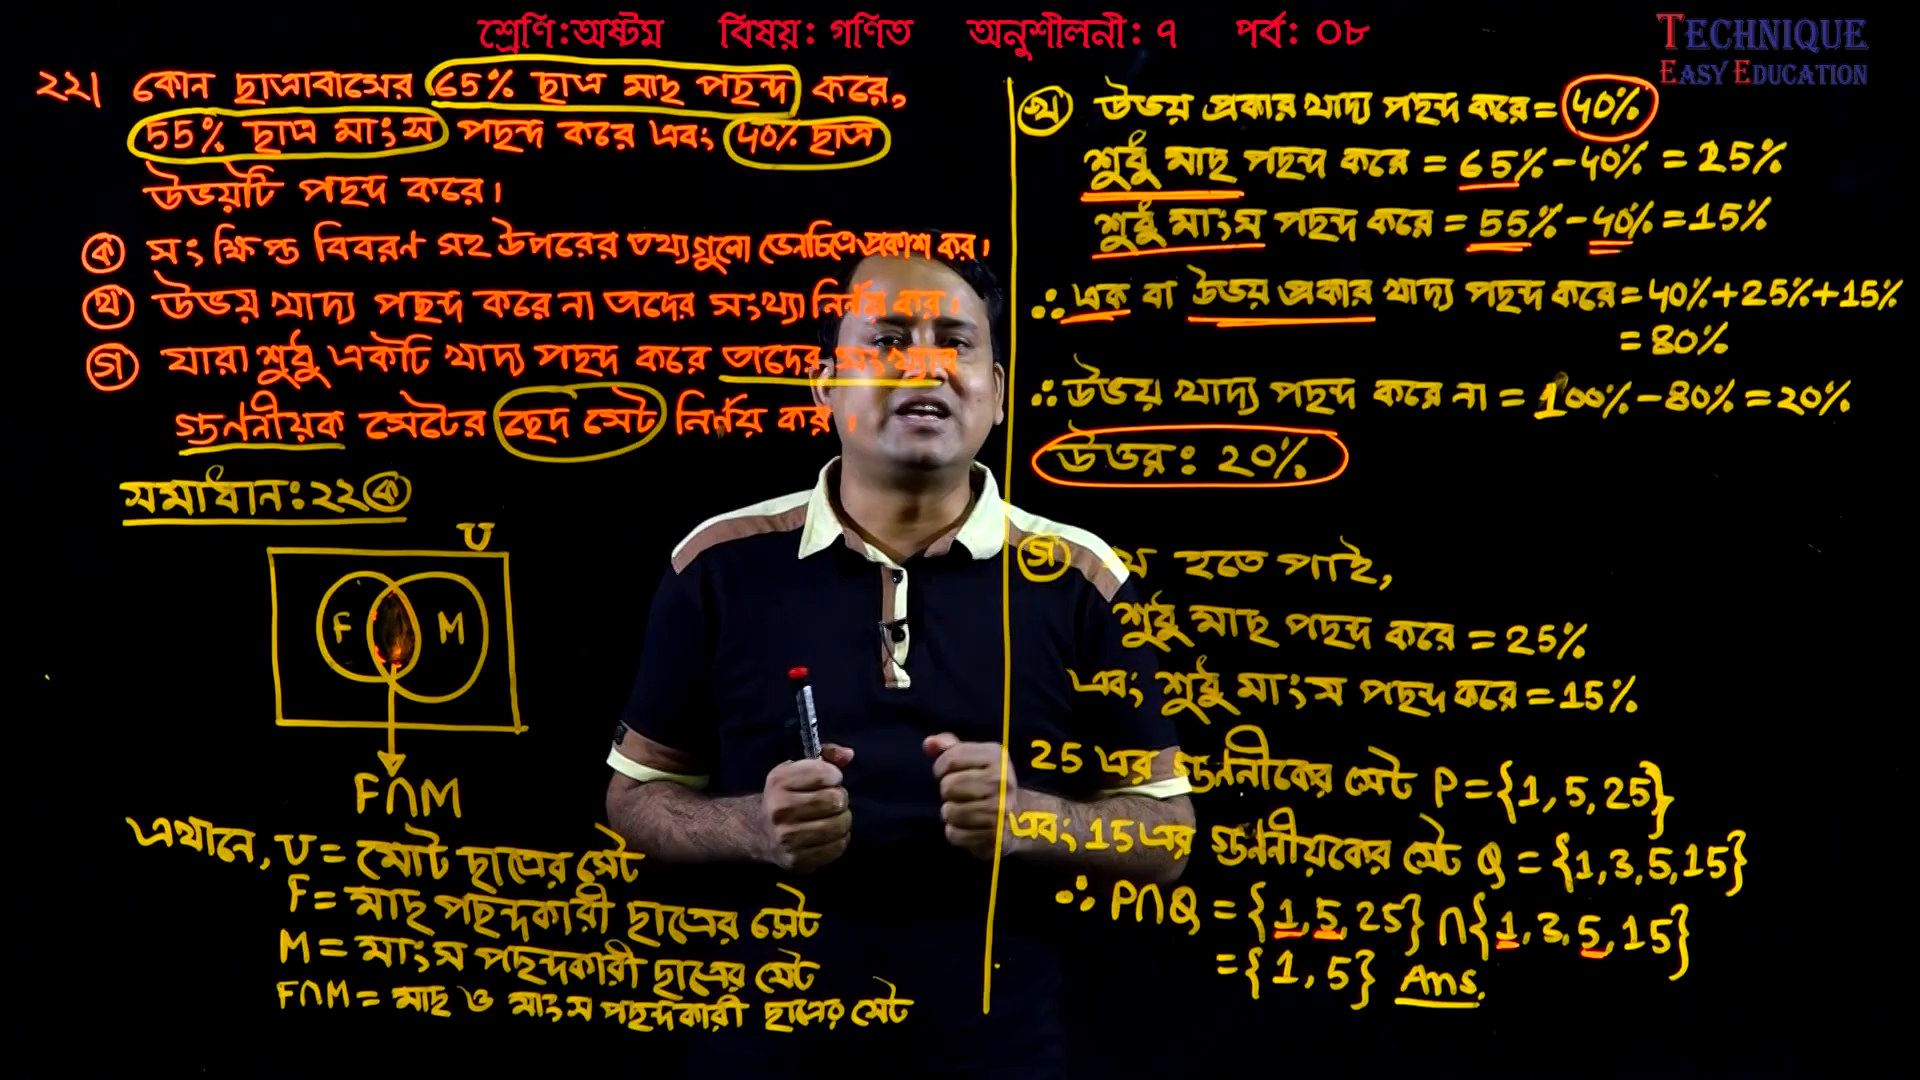 শ্রেণি:অষ্টম বিষয়: গণিত অনুশীলনী: ৭ পর্ব: ০৮
TECHNIQUE
EASY EDUCATION
২২। কোন ছাত্রাবাসের 65% ছাত্র মাছ পছন্দ করে,
55% ছাত্র মাংস পছন্দ করে এবং 40% ছাত্র
উভয়টি পছন্দ করে।
ক সংক্ষিপ্ত বিবরণ সহ উপরের তথ্যগুলো ভেনচিত্রে প্রকাশ কর।
খ উভয় খাদ্য পছন্দ করে না তাদের সংখ্যা নির্ণয় কর।
গ যারা শুধু একটি খাদ্য পছন্দ করে তাদের সংখ্যার
গুণনীয়ক সেটের ছেদ সেট নির্ণয় কর।
সমাধান: ২২ ক
U
F M
F∩M
এখানে, U = মোট ছাত্রের সেট
F = মাছ পছন্দকারী ছাত্রের সেট
M = মাংস পছন্দকারী ছাত্রের সেট
F∩M = মাছ ও মাংস পছন্দকারী ছাত্রের সেট
খ উভয় প্রকার খাদ্য পছন্দ করে = 40%
শুধু মাছ পছন্দ করে = 65% - 40% = 25%
শুধু মাংস পছন্দ করে = 55% - 40% = 15%
∴ এক বা উভয় প্রকার খাদ্য পছন্দ করে = 40% + 25% + 15%
= 80%
∴ উভয় খাদ্য পছন্দ করে না = 100% - 80% = 20%
উত্তর: 20%
গ খ হতে পাই,
শুধু মাছ পছন্দ করে = 25%
এবং শুধু মাংস পছন্দ করে = 15%
25 এর গুণনীকের সেট P = {1, 5, 25}
এবং 15 এর গুণনীয়কের সেট Q = {1, 3, 5, 15}
∴ P∩Q = {1, 5, 25} ∩ {1, 3, 5, 15}
= {1, 5} Ans.